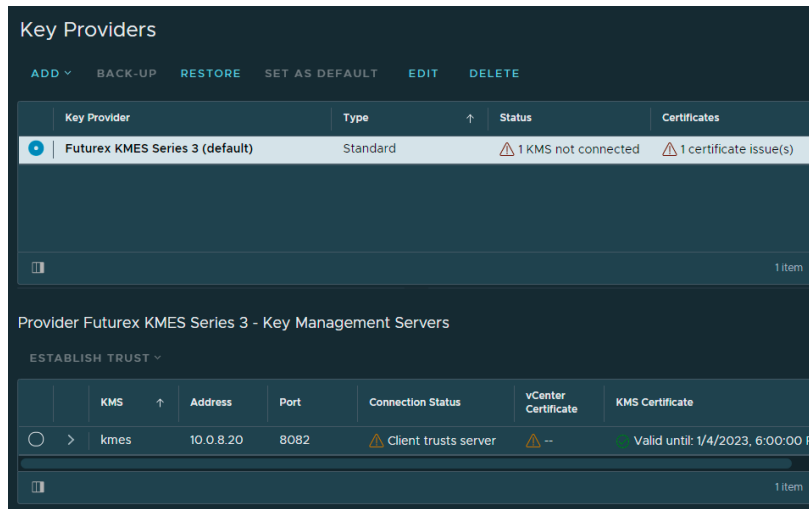 Key Providers
ADD BACK-UP RESTORE SET AS DEFAULT EDIT DELETE
Key Provider Type Status Certificates
Futurex KMES Series 3 (default) Standard 1 KMS not connected 1 certificate issue(s)
1 item
Provider Futurex KMES Series 3 - Key Management Servers
ESTABLISH TRUST
KMS Address Port Connection Status vCenter Certificate KMS Certificate
kmes 10.0.8.20 8082 Client trusts server -- Valid until: 1/4/2023, 6:00:00
1 item